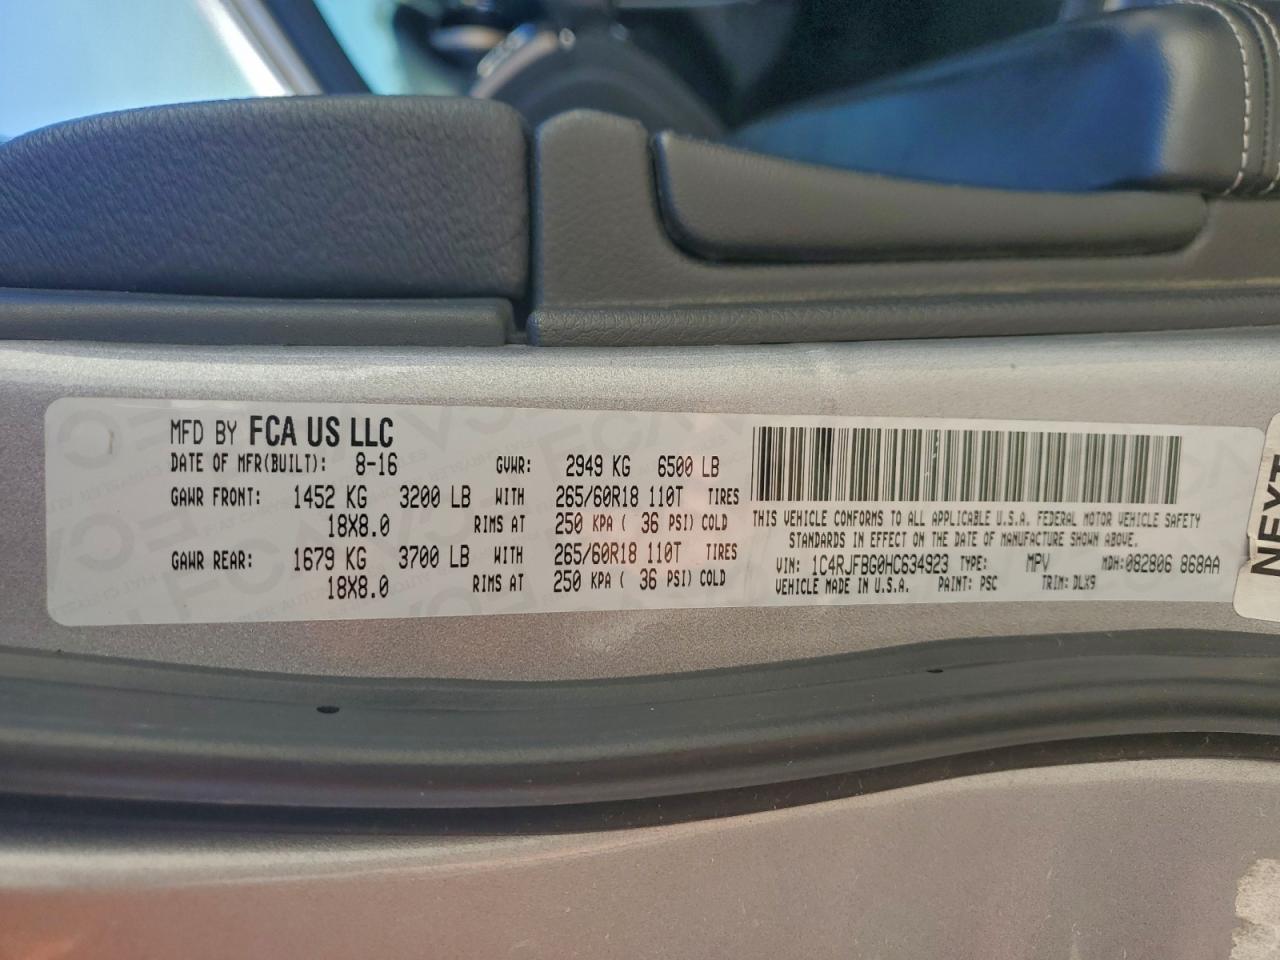 MFD BY FCA US LLC
DATE OF MFR(BUILT): 8-16 GVWR: 2949 KG 6500 LB
GAWR FRONT: 1452 KG 3200 LB WITH 265/60R18 110T TIRES
18X8.0 RIMS AT 250 KPA ( 36 PSI) COLD
GAWR REAR: 1679 KG 3700 LB WITH 265/60R18 110T TIRES
18X8.0 RIMS AT 250 KPA ( 36 PSI) COLD
THIS VEHICLE CONFORMS TO ALL APPLICABLE U.S.A. FEDERAL MOTOR VEHICLE SAFETY
STANDARDS IN EFFECT ON THE DATE OF MANUFACTURE SHOWN ABOVE.
VIN: 1C4RJFBG0HC634923 TYPE: MPV MDH:082806 868AA
VEHICLE MADE IN U.S.A. PAINT: PSC TRIM: DLX9
NEXT